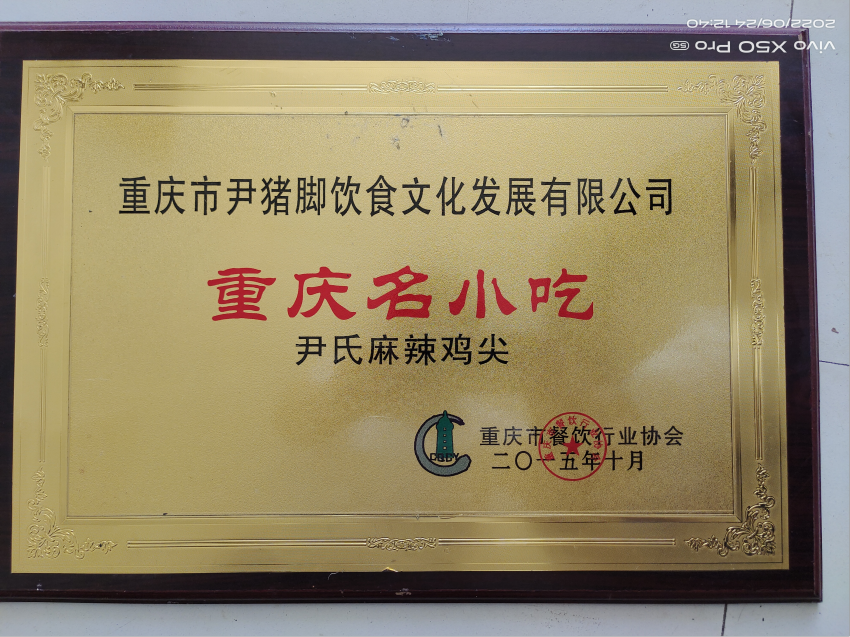 vivo X50 Pro 5G
2022/06/24 12:40
重庆市尹猪脚饮食文化发展有限公司
重庆名小吃
尹氏麻辣鸡尖
重庆市餐饮行业协会
二〇一五年十月